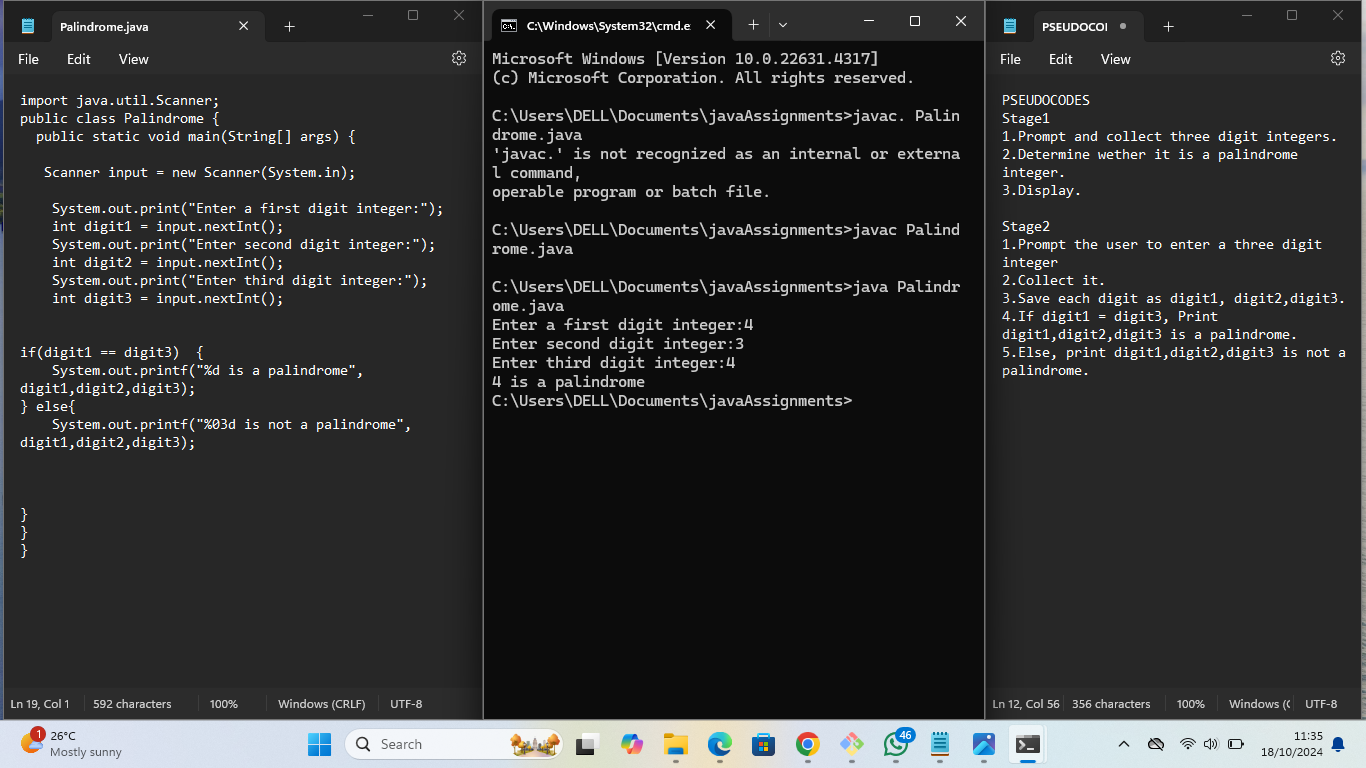 Palindrome.java
File Edit View
import java.util.Scanner;
public class Palindrome {
public static void main(String[] args) {
Scanner input = new Scanner(System.in);
System.out.print("Enter a first digit integer:");
int digit1 = input.nextInt();
System.out.print("Enter second digit integer:");
int digit2 = input.nextInt();
System.out.print("Enter third digit integer:");
int digit3 = input.nextInt();
if(digit1 == digit3)  {
System.out.printf("%d is a palindrome",
digit1,digit2,digit3);
} else{
System.out.printf("%03d is not a palindrome",
digit1,digit2,digit3);
}
}
}
Ln 19, Col 1 592 characters 100% Windows (CRLF) UTF-8
C:\Windows\System32\cmd.e
Microsoft Windows [Version 10.0.22631.4317]
(c) Microsoft Corporation. All rights reserved.
C:\Users\DELL\Documents\javaAssignments>javac. Palin
drome.java
'javac.' is not recognized as an internal or externa
l command,
operable program or batch file.
C:\Users\DELL\Documents\javaAssignments>javac Palind
rome.java
C:\Users\DELL\Documents\javaAssignments>java Palindr
ome.java
Enter a first digit integer:4
Enter second digit integer:3
Enter third digit integer:4
4 is a palindrome
C:\Users\DELL\Documents\javaAssignments>
PSEUDOCOI
File Edit View
PSEUDOCODES
Stage1
1.Prompt and collect three digit integers.
2.Determine wether it is a palindrome
integer.
3.Display.
Stage2
1.Prompt the user to enter a three digit
integer
2.Collect it.
3.Save each digit as digit1, digit2,digit3.
4.If digit1 = digit3, Print
digit1,digit2,digit3 is a palindrome.
5.Else, print digit1,digit2,digit3 is not a
palindrome.
Ln 12, Col 56 356 characters 100% Windows (C UTF-8
1
26°C
Mostly sunny
Search
46
11:35
18/10/2024